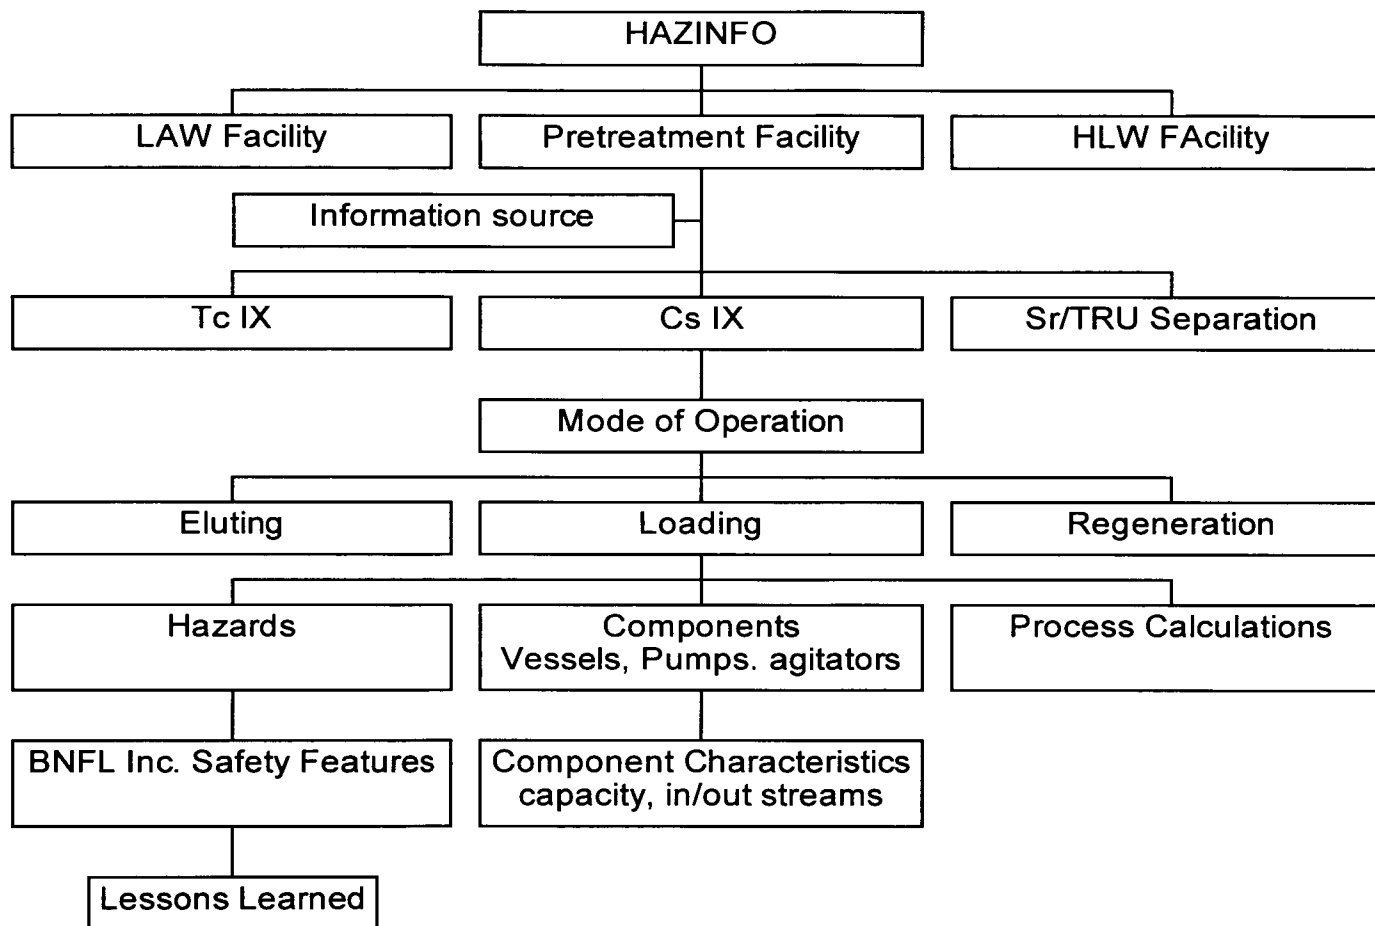 HAZINFO
LAW Facility
Pretreatment Facility
HLW FAcility
Information source
Tc IX
Cs IX
Sr/TRU Separation
Mode of Operation
Eluting
Loading
Regeneration
Hazards
Components
Vessels, Pumps. agitators
Process Calculations
BNFL Inc. Safety Features
Component Characteristics
capacity, in/out streams
Lessons Learned